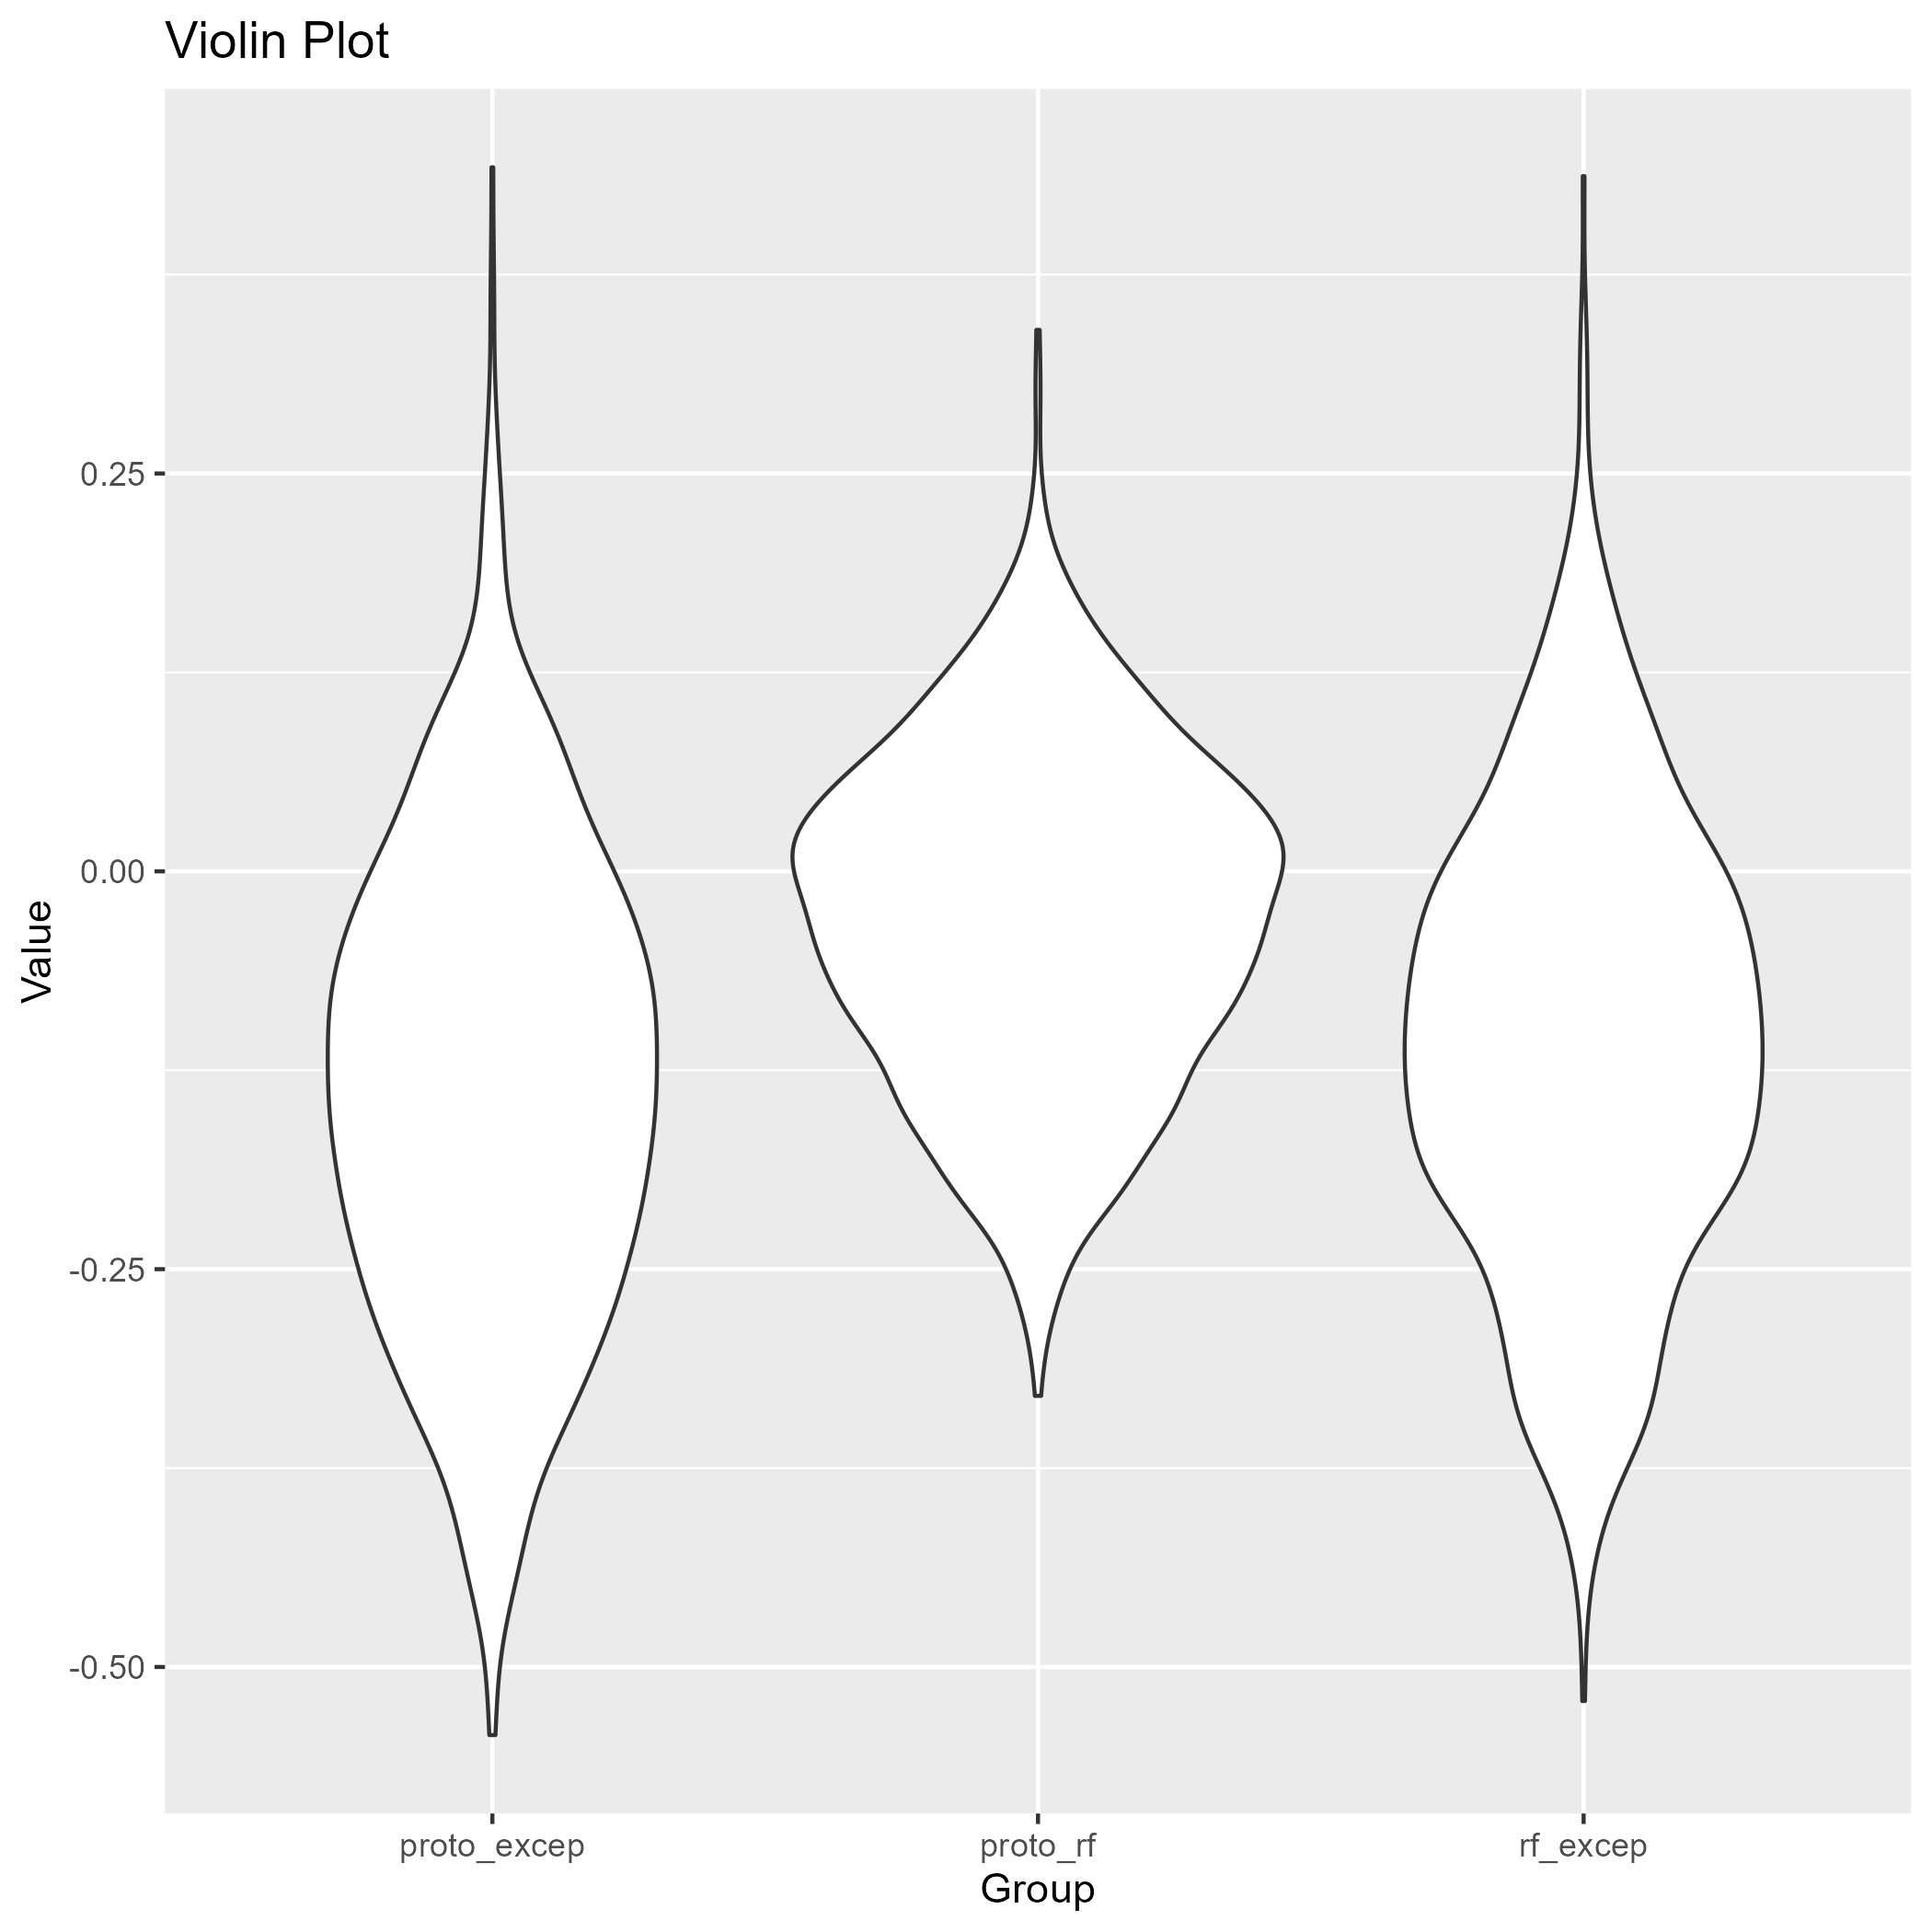 Violin Plot
Value
0.25
0.00
-0.25
-0.50
proto_excep
proto_rf
rf_excep
Group